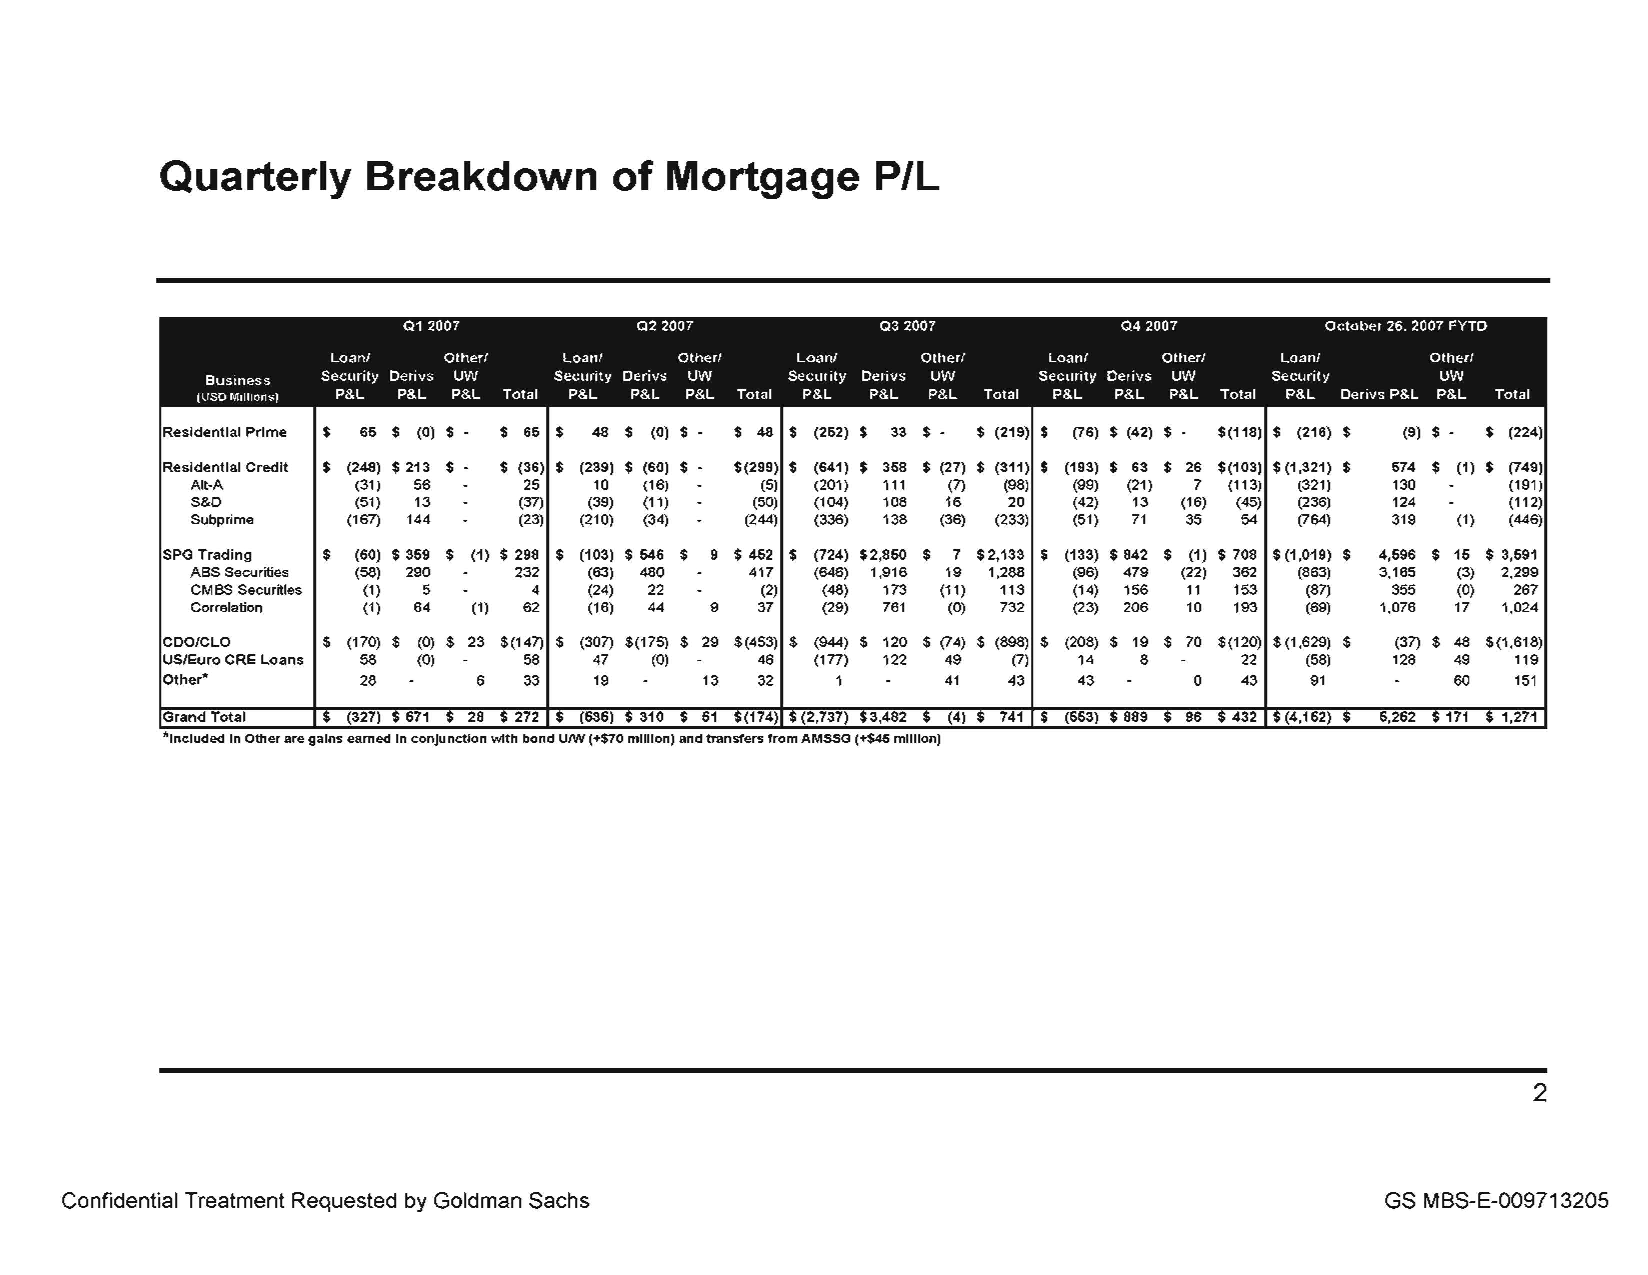 Quarterly Breakdown of Mortgage P/L
Q1 2007 Q2 2007 Q3 2007 Q4 2007 October 26, 2007 FYTD
Loan/ Other/ Loan/ Other/ Loan/ Other/ Loan/ Other/ Loan/ Other/
Business Security Derivs UW Security Derivs UW Security Derivs UW Security Derivs UW Security UW
(USD Millions) P&L P&L P&L Total P&L P&L P&L Total P&L P&L P&L Total P&L P&L P&L Total P&L Derivs P&L P&L Total
Residential Prime $ 65 $ (0) $ - $ 65 $ 48 $ (0) $ - $ 48 $ (252) $ 33 $ - $ (219) $ (76) $ (42) $ - $(118) $ (216) $ (9) $ - $ (224)
Residential Credit $ (248) $ 213 $ - $ (36) $ (239) $ (60) $ - $(299) $ (641) $ 358 $ (27) $ (311) $ (193) $ 63 $ 26 $(103) $ (1,321) $ 574 $ (1) $ (749)
Alt-A (31) 56 - 25 10 (16) - (5) (201) 111 (7) (98) (99) (21) 7 (113) (321) 130 - (191)
S&D (51) 13 - (37) (39) (11) - (50) (104) 108 16 20 (42) 13 (16) (45) (236) 124 - (112)
Subprime (167) 144 - (23) (210) (34) - (244) (336) 138 (36) (233) (51) 71 35 54 (764) 319 (1) (446)
SPG Trading $ (60) $ 359 $ (1) $ 298 $ (103) $ 546 $ 9 $ 452 $ (724) $2,850 $ 7 $2,133 $ (133) $ 842 $ (1) $ 708 $ (1,019) $ 4,596 $ 15 $ 3,591
ABS Securities (58) 290 - 232 (63) 480 - 417 (646) 1,916 19 1,288 (96) 479 (22) 362 (863) 3,165 (3) 2,299
CMBS Securities (1) 5 - 4 (24) 22 - (2) (48) 173 (11) 113 (14) 156 11 153 (87) 355 (0) 267
Correlation (1) 64 (1) 62 (16) 44 9 37 (29) 761 (0) 732 (23) 206 10 193 (69) 1,076 17 1,024
CDO/CLO $ (170) $ (0) $ 23 $(147) $ (307) $(175) $ 29 $(453) $ (944) $ 120 $ (74) $ (898) $ (208) $ 19 $ 70 $(120) $ (1,629) $ (37) $ 48 $(1,618)
US/Euro CRE Loans 58 (0) - 58 47 (0) - 46 (177) 122 49 (7) 14 8 - 22 (58) 128 49 119
Other* 28 - 6 33 19 - 13 32 1 - 41 43 43 - 0 43 91 - 60 151
Grand Total $ (327) $ 671 $ 28 $ 272 $ (536) $ 310 $ 51 $(174) $ (2,737) $3,482 $ (4) $ 741 $ (553) $ 889 $ 96 $ 432 $ (4,152) $ 5,252 $ 171 $ 1,271
*Included in Other are gains earned in conjunction with bond U/W (+$70 million) and transfers from AMSSG (+$45 million)
2
Confidential Treatment Requested by Goldman Sachs GS MBS-E-009713205